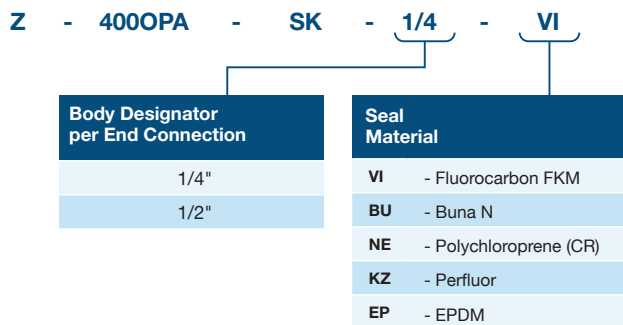 Z - 400OPA - SK - 1/4 - VI
Body Designator
per End Connection
1/4"
1/2"
Seal
Material
VI - Fluorocarbon FKM
BU - Buna N
NE - Polychloroprene (CR)
KZ - Perfluor
EP - EPDM